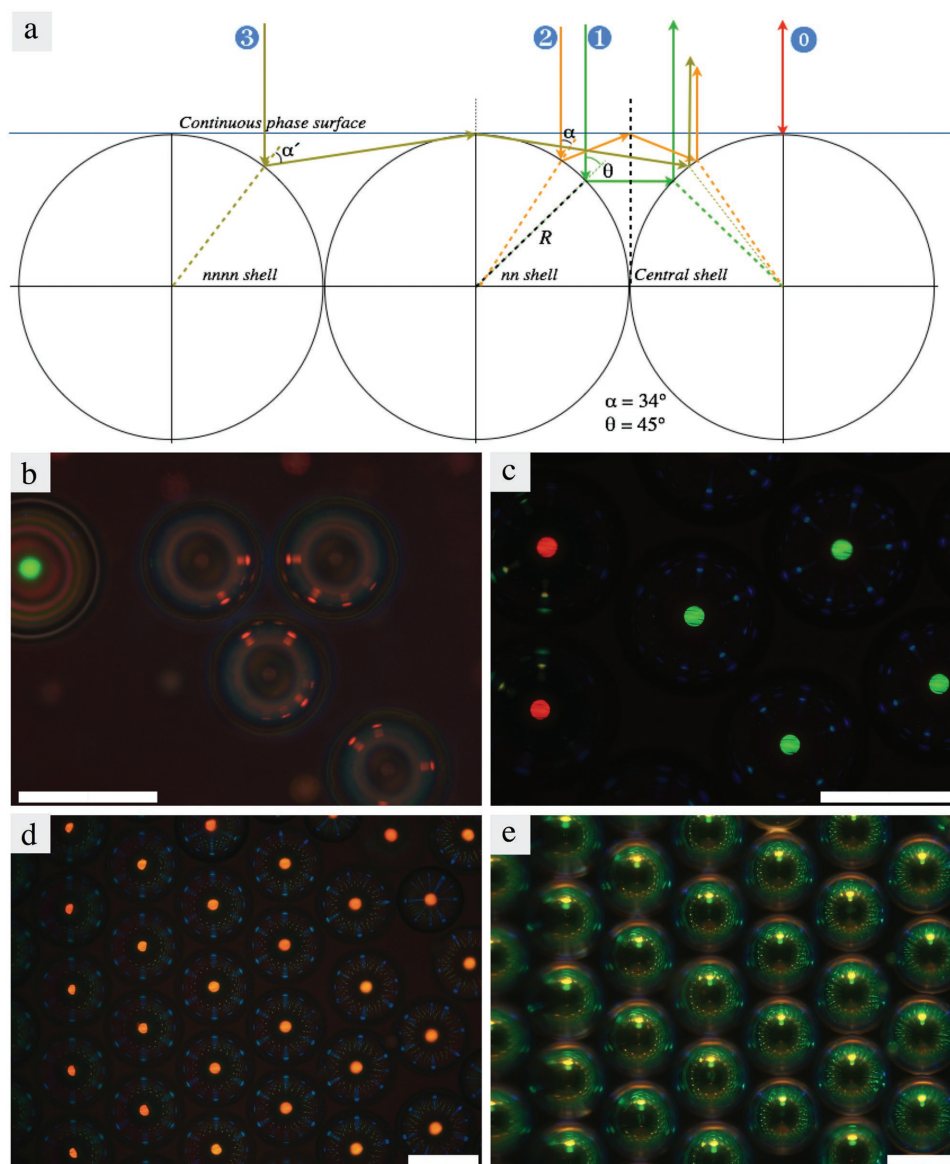 a
3
2
1
0
Continuous phase surface
α´
α
θ
R
nnnn shell
nn shell
Central shell
α = 34°
θ = 45°
b
c
d
e